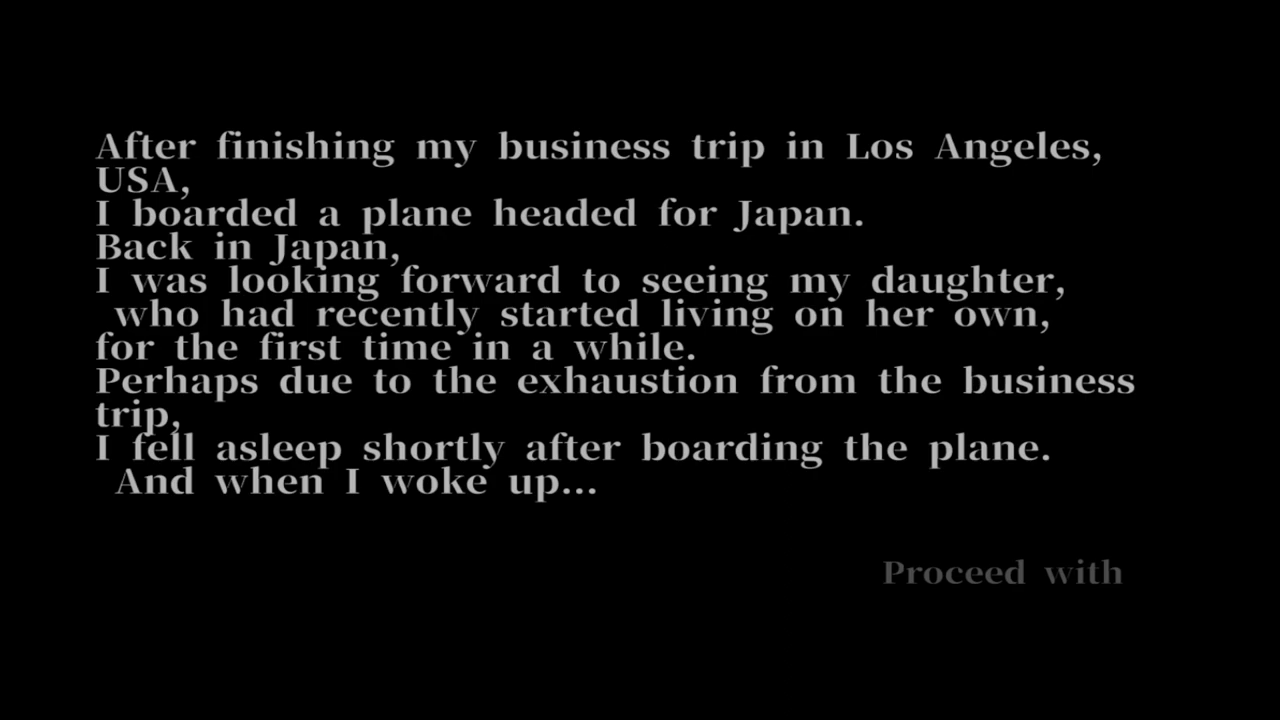 After finishing my business trip in Los Angeles,
USA,
I boarded a plane headed for Japan.
Back in Japan,
I was looking forward to seeing my daughter,
who had recently started living on her own,
for the first time in a while.
Perhaps due to the exhaustion from the business
trip,
I fell asleep shortly after boarding the plane.
And when I woke up...
Proceed with